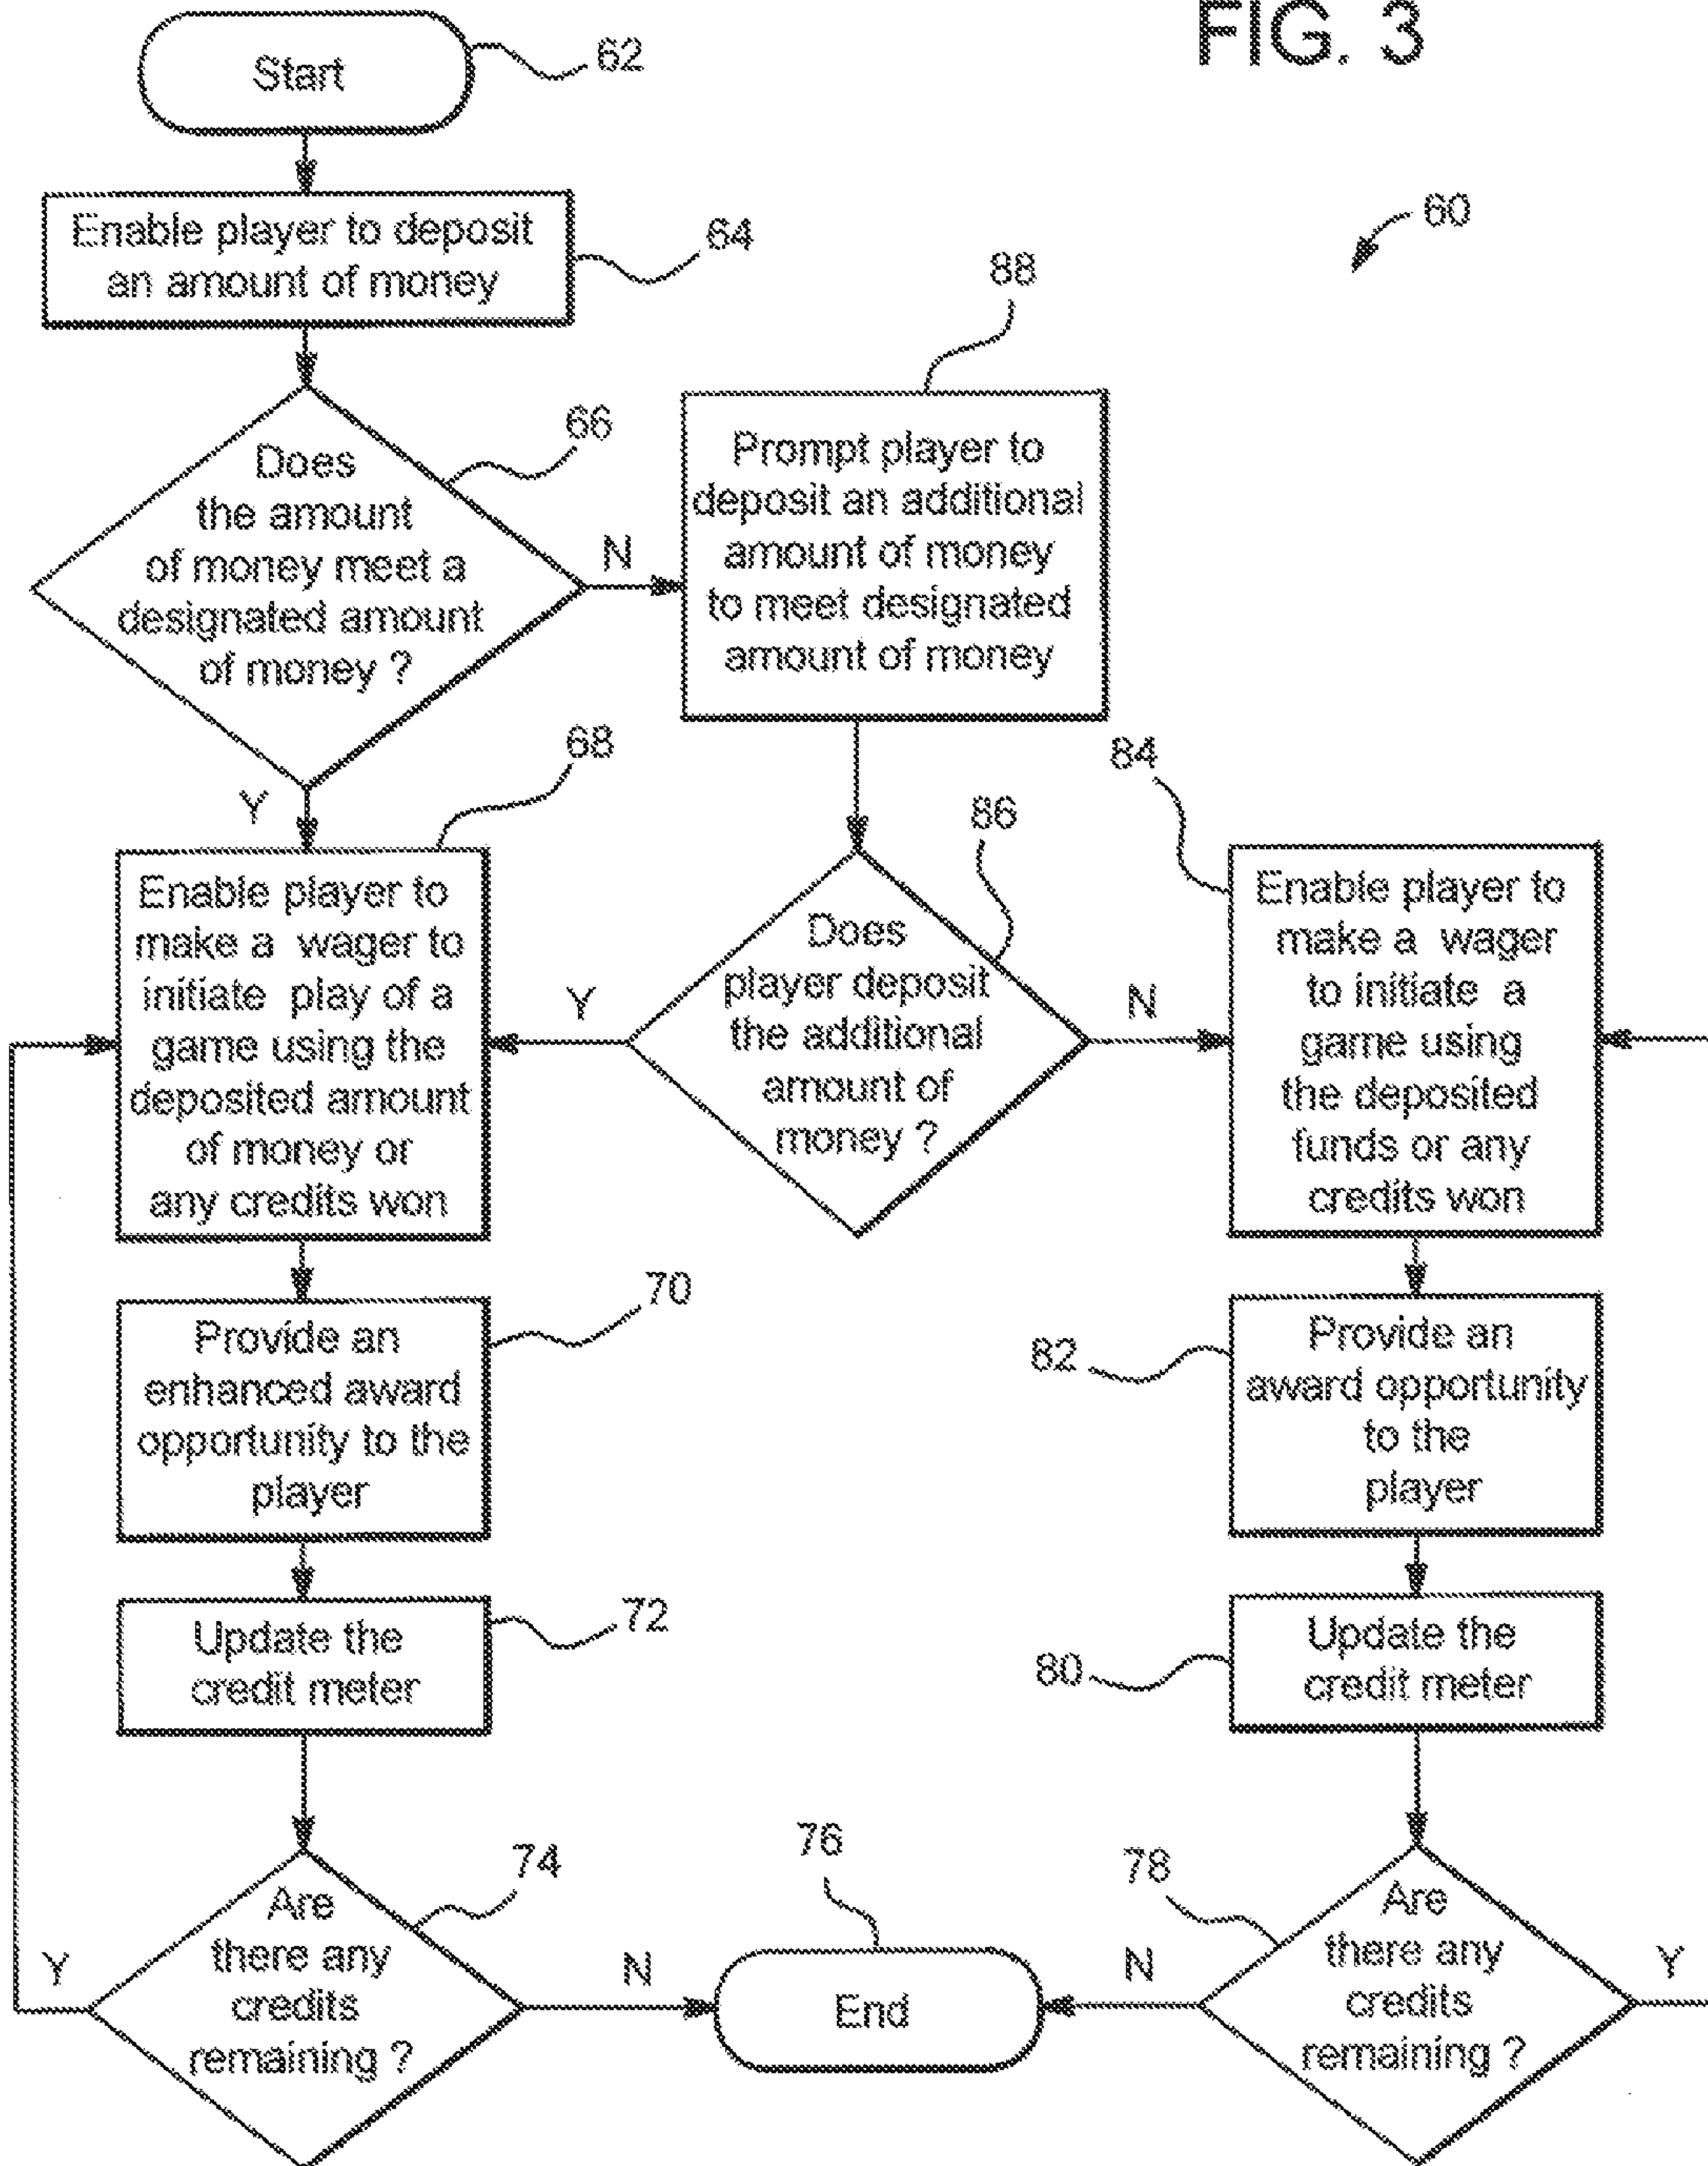 FIG. 3
Start
62
60
Enable player to deposit
an amount of money
64
88
Does
the amount
of money meet a
designated amount
of money ?
66
N
Y
Prompt player to
deposit an additional
amount of money
to meet designated
amount of money
68
Enable player to
make a wager to
initiate play of a
game using the
deposited amount
of money or
any credits won
86
Does
player deposit
the additional
amount of
money ?
Y
N
84
Enable player to
make a wager
to initiate a
game using
the deposited
funds or any
credits won
70
Provide an
enhanced award
opportunity to the
player
82
Provide an
award opportunity
to the
player
72
Update the
credit meter
80
Update the
credit meter
74
Are
there any
credits
remaining ?
Y
N
76
End
78
Are
there any
credits
remaining ?
N
Y